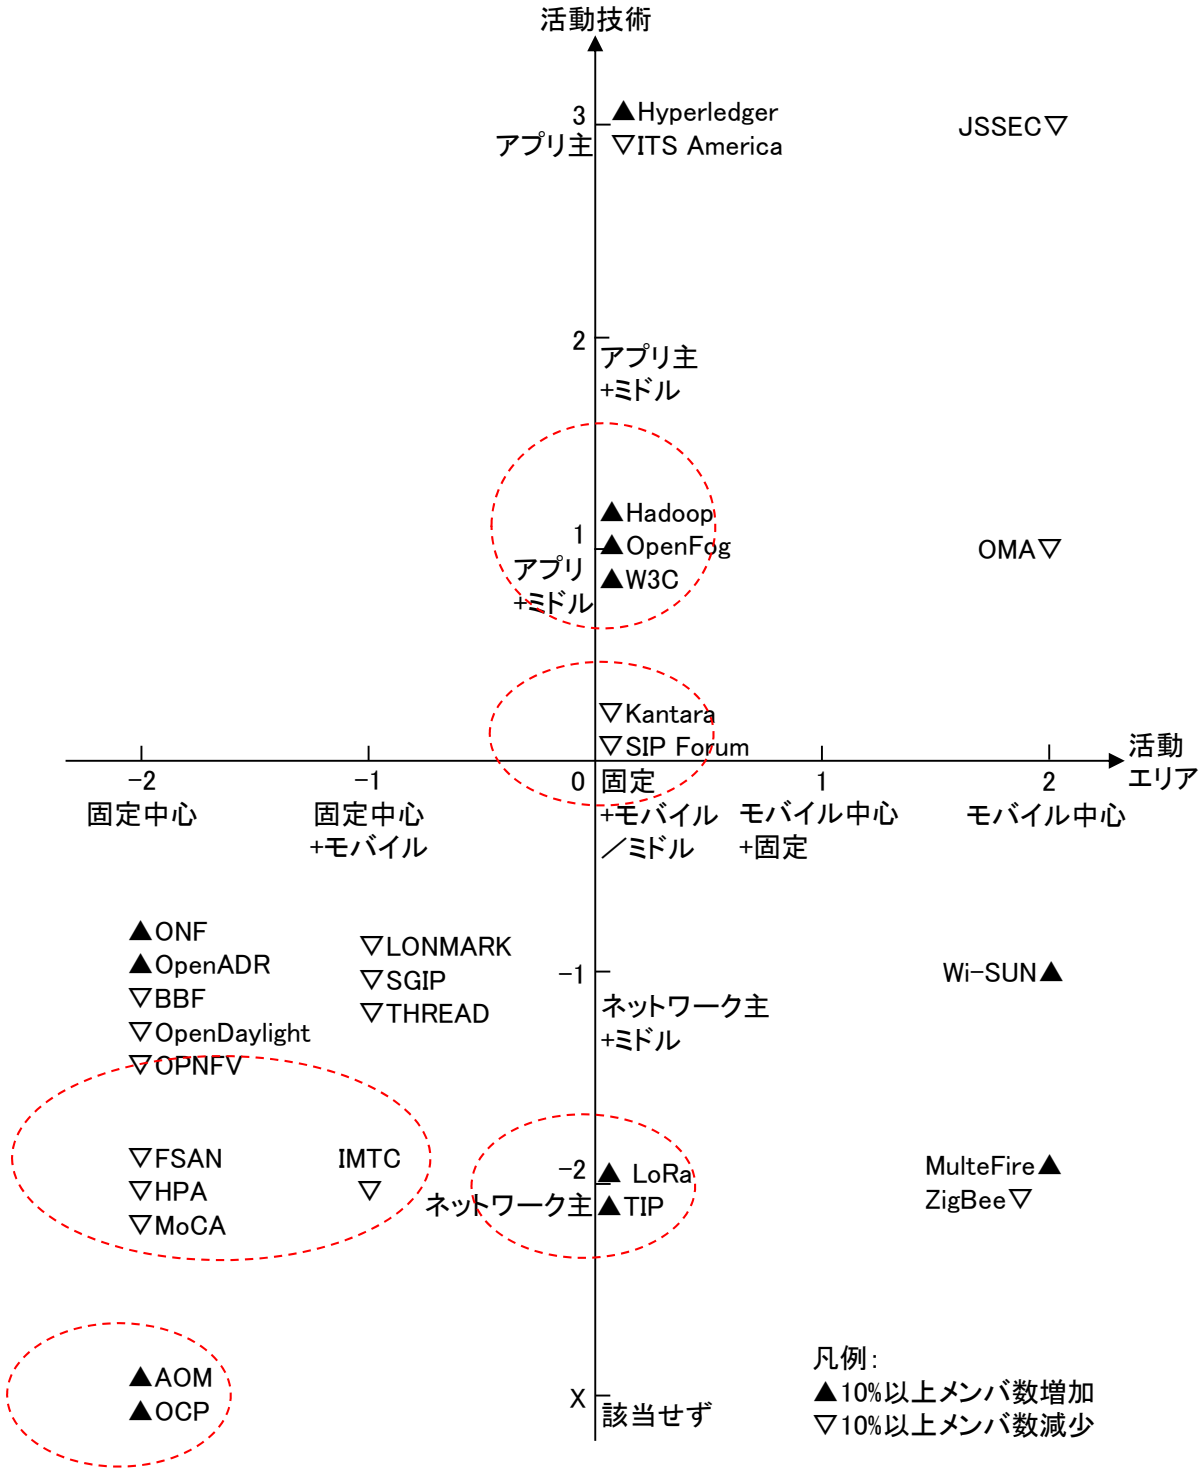 活動技術
3
▲Hyperledger
JSSEC▽
アプリ主
▽ITS America
2
アプリ主
+ミドル
▲Hadoop
1
▲OpenFog
OMA▽
アプリ
▲W3C
+ミドル
▽Kantara
▽SIP Forum
活動
エリア
-2
-1
0
固定
1
2
固定中心
固定中心
+モバイル
+モバイル
／ミドル
モバイル中心
+固定
モバイル中心
▲ONF
▲OpenADR
▽BBF
▽OpenDaylight
▽OPNFV
▽LONMARK
▽SGIP
▽THREAD
-1
Wi-SUN▲
ネットワーク主
+ミドル
▽FSAN
▽HPA
▽MoCA
IMTC
▽
-2
▲ LoRa
ネットワーク主
▲TIP
MulteFire▲
ZigBee▽
▲AOM
▲OCP
X
該当せず
凡例：
▲10%以上メンバ数増加
▽10%以上メンバ数減少